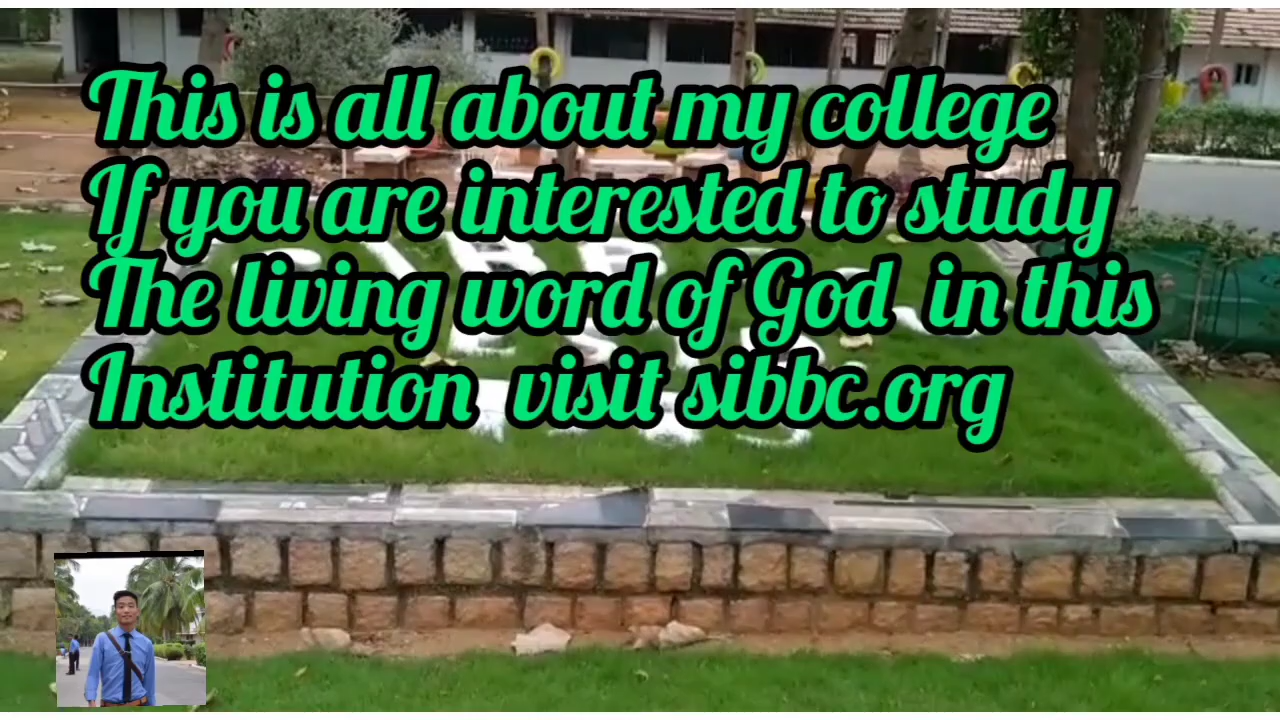 This is all about my college
If you are interested to study
The living word of God in this
Institution visit sibbc.org